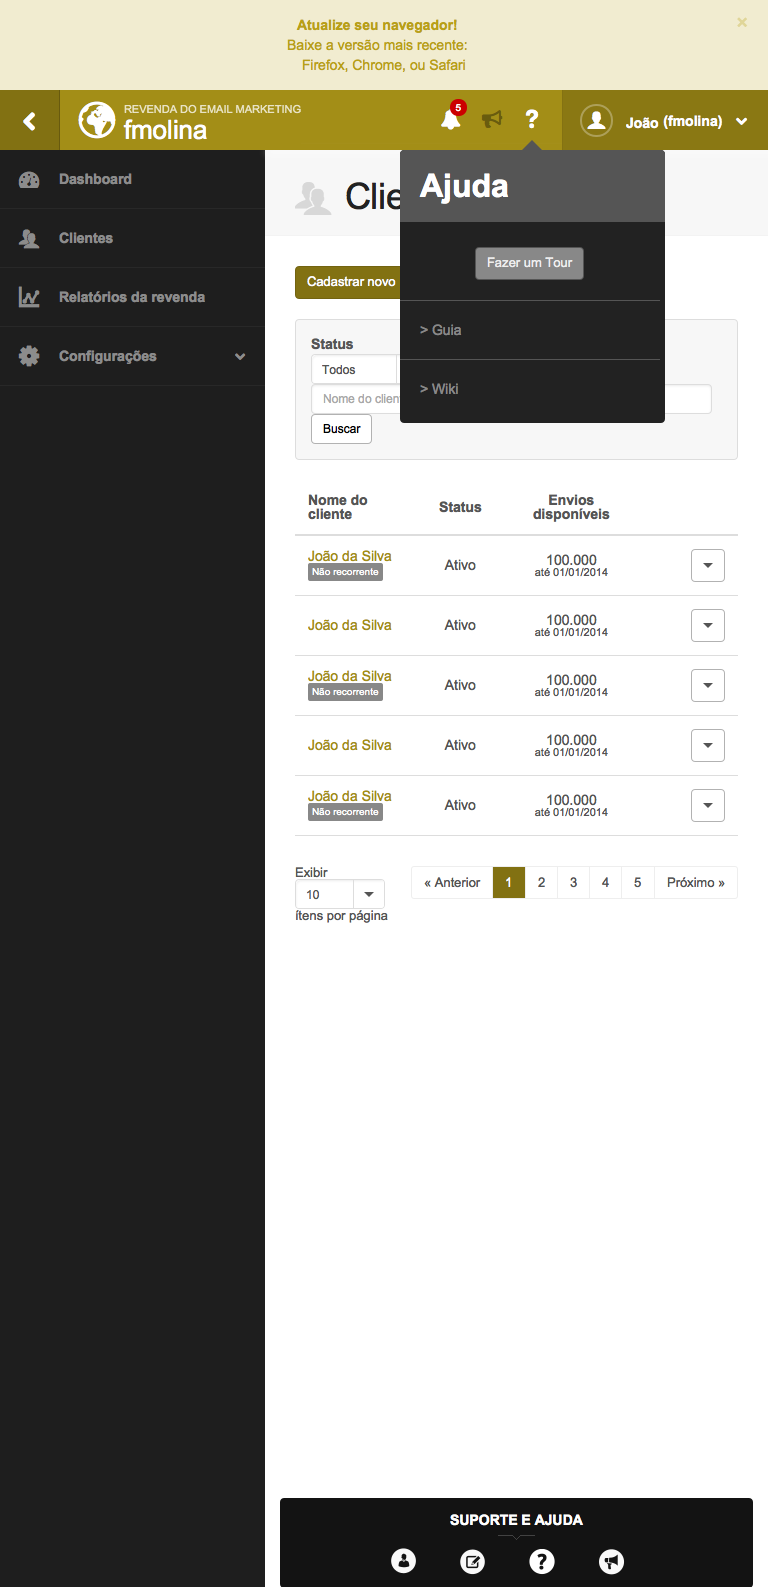 Atualize seu navegador!
Baixe a versão mais recente:
Firefox, Chrome, ou Safari
×
REVENDA DO EMAIL MARKETING
fmolina
5
?
João (fmolina)
Dashboard
Clientes
Relatórios da revenda
Configurações
Clie
Ajuda
Fazer um Tour
> Guia
> Wiki
Cadastrar novo
Status
Todos
Nome do clien
Buscar
Nome do cliente Status Envios disponíveis
João da Silva Ativo 100.000
Não recorrente até 01/01/2014
João da Silva Ativo 100.000
até 01/01/2014
João da Silva Ativo 100.000
Não recorrente até 01/01/2014
João da Silva Ativo 100.000
até 01/01/2014
João da Silva Ativo 100.000
Não recorrente até 01/01/2014
Exibir
10
ítens por página
« Anterior 1 2 3 4 5 Próximo »
SUPORTE E AJUDA
?